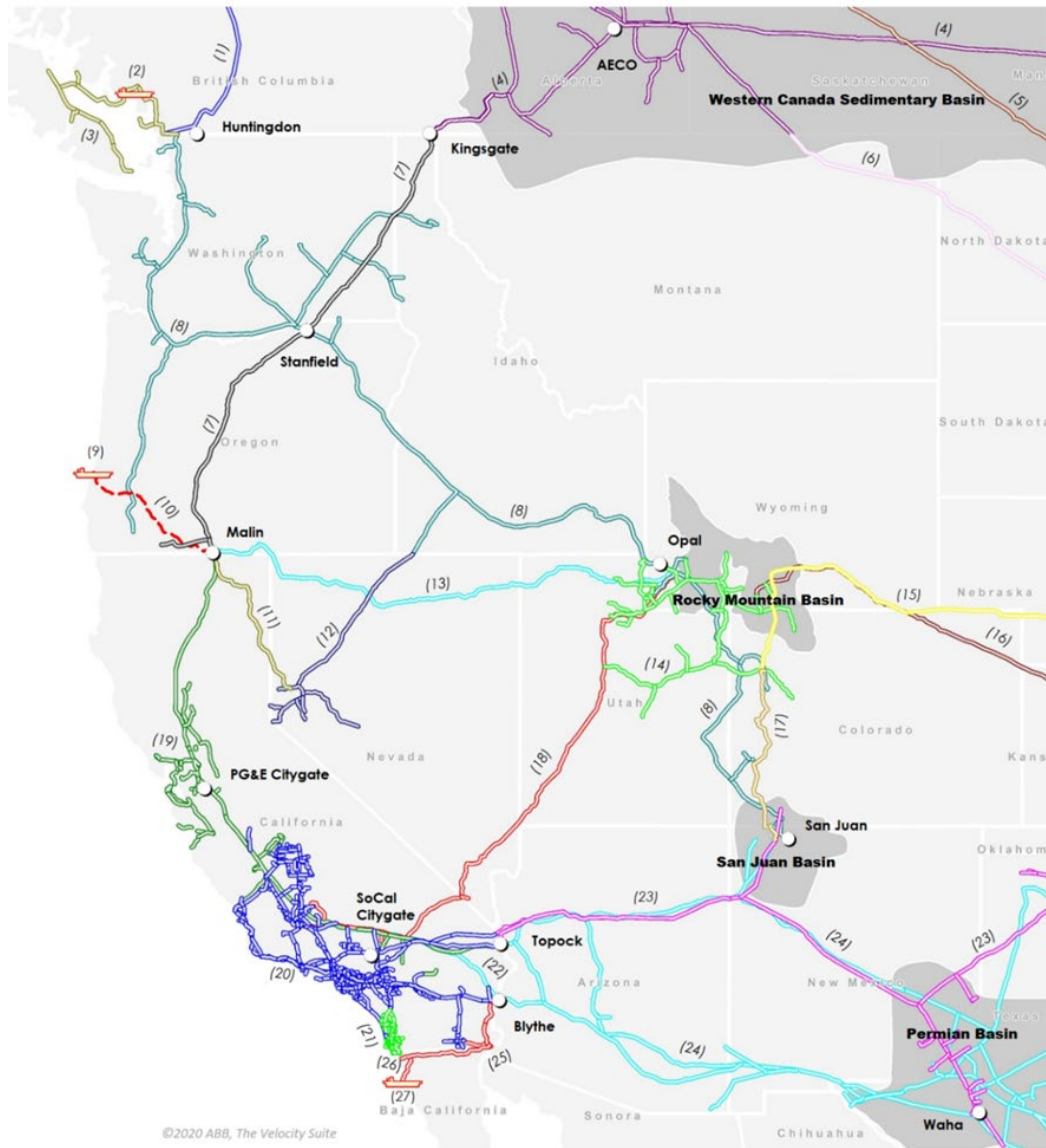 (1)
(4)
AECO
(2)
British Columbia
(4)
Alberta
Saskatchewan
Man
(5)
Western Canada Sedimentary Basin
(3)
Huntingdon
Kingsgate
(6)
(7)
Washington
North Dakota
Montana
(8)
Stanfield
Idaho
(7)
South Dakota
Oregon
(9)
(10)
(8)
Wyoming
Malin
Opal
(13)
Rocky Mountain Basin
(15)
Nebraska
(11)
(12)
(16)
(14)
Utah
(8)
(17)
Colorado
(19)
Nevada
(18)
Kans
PG&E Citygate
California
San Juan
San Juan Basin
Oklahoma
SoCal
Citygate
(23)
Topock
(24)
(23)
(20)
(22)
Arizona
New Mexico
Texas
Blythe
(21)
Permian Basin
(24)
(26)
(25)
(27)
Baja California
Sonora
Waha
Chihuahua
©2020 ABB, The Velocity Suite